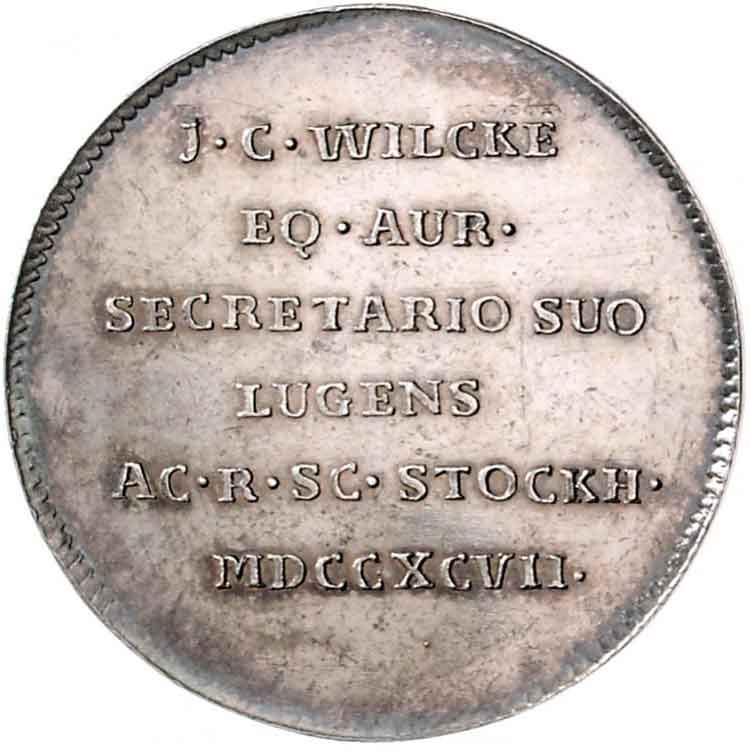 J·C·WILCKE
EQ·AUR·
SECRETARIO SUO
LUGENS
AC·R·SC·STOCKH·
MDCCXCVII·